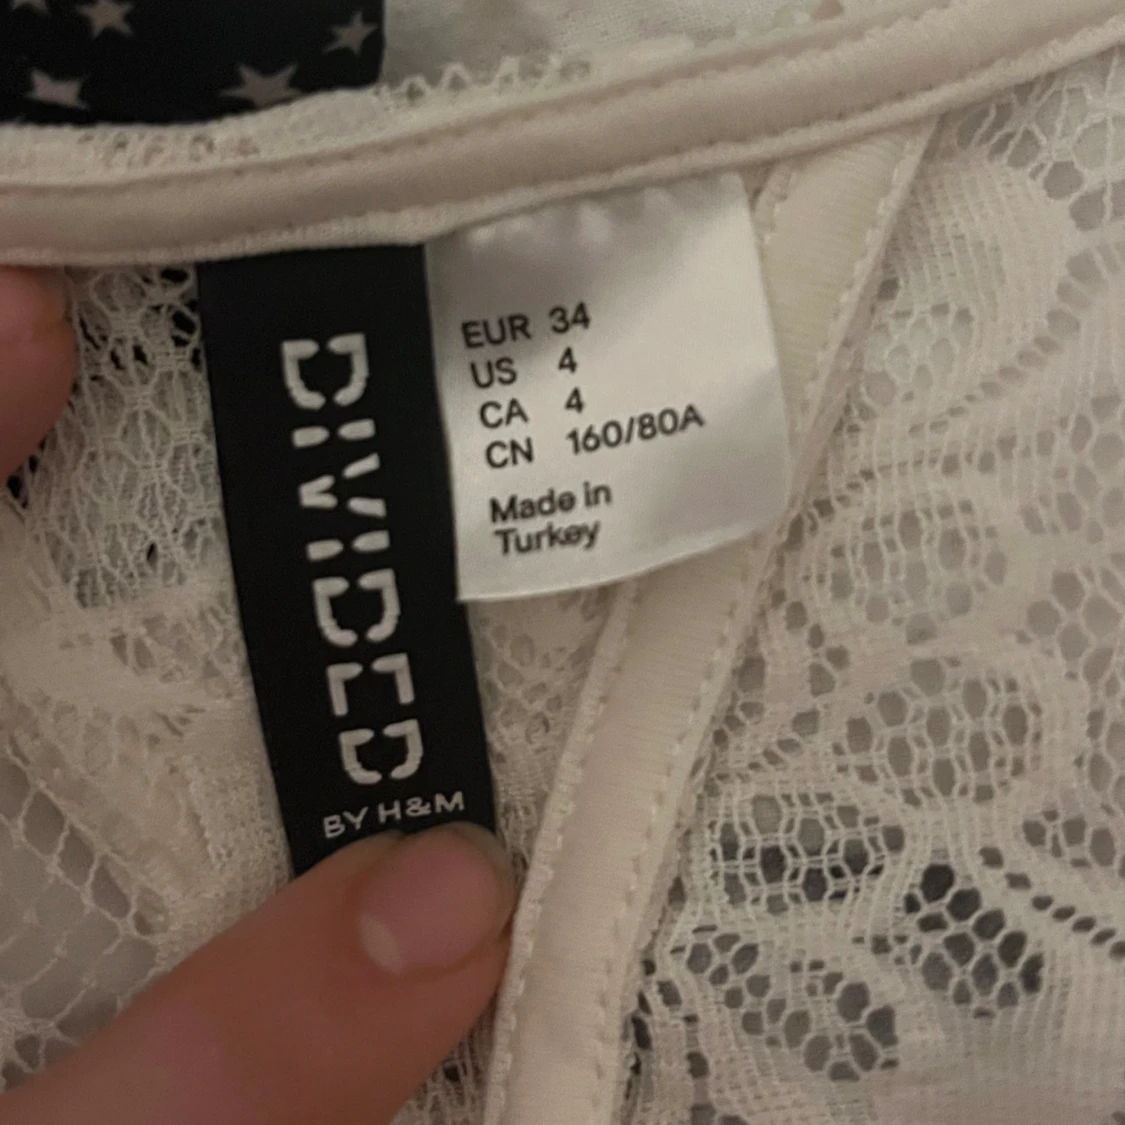 DIVIDED
BY H&M
EUR 34
US 4
CA 4
CN 160/80A
Made in
Turkey